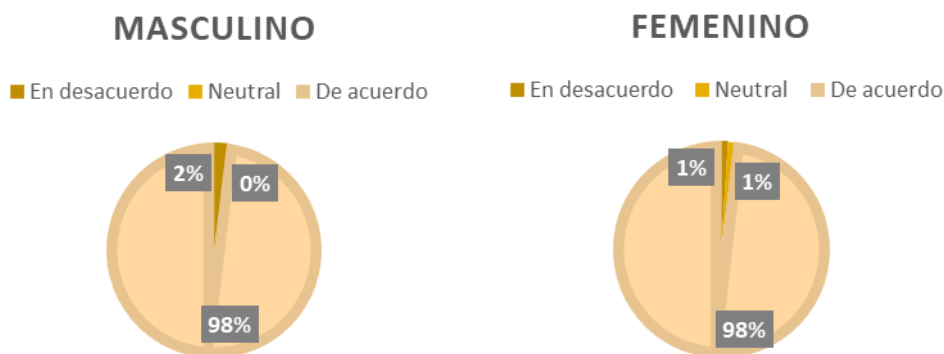 MASCULINO
En desacuerdo Neutral De acuerdo
2%
0%
98%
FEMENINO
En desacuerdo Neutral De acuerdo
1%
1%
98%